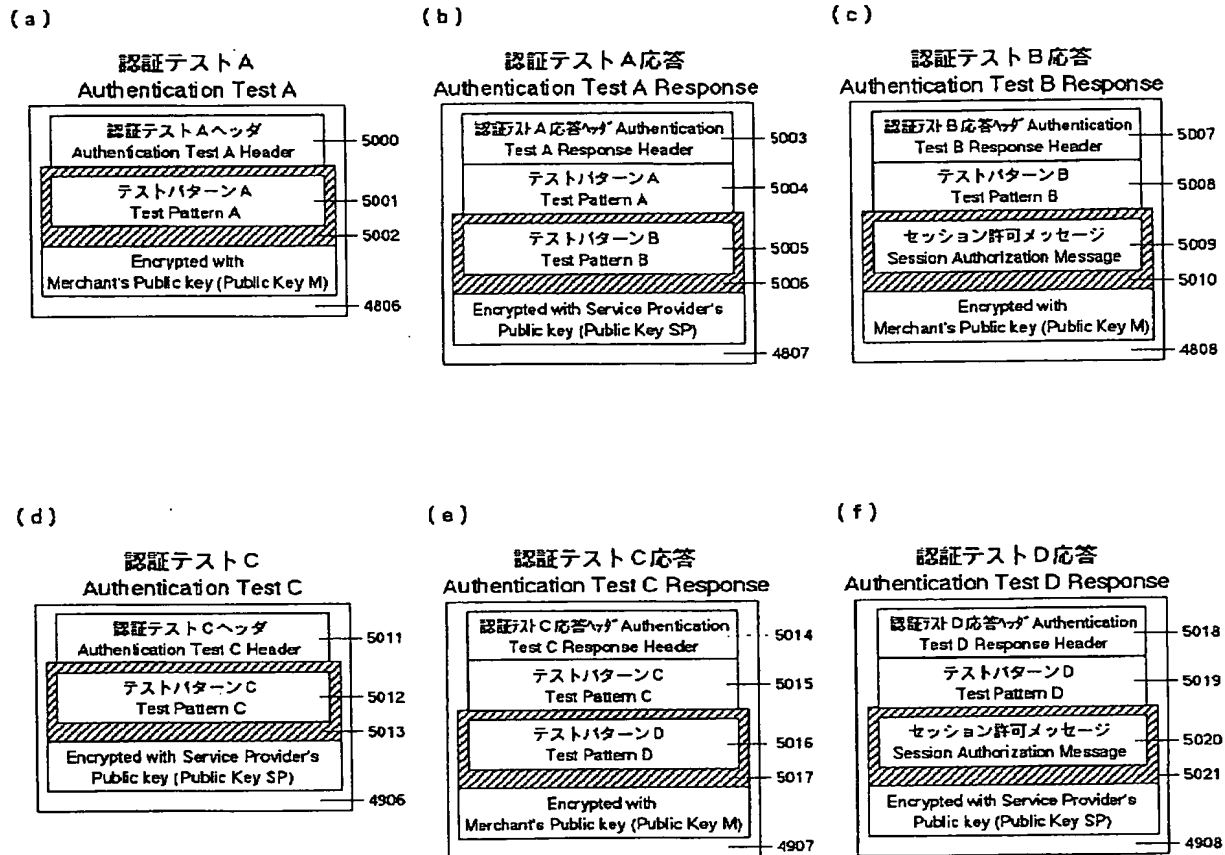 (a)
認証テストA
Authentication Test A
認証テストAヘッダ
Authentication Test A Header
5000
テストパターンA
Test Pattern A
5001
5002
Encrypted with
Merchant's Public key (Public Key M)
4806
(b)
認証テストA応答
Authentication Test A Response
認証テストA応答ヘッダ Authentication
Test A Response Header
5003
テストパターンA
Test Pattern A
5004
テストパターンB
Test Pattern B
5005
5006
Encrypted with Service Provider's
Public key (Public Key SP)
4807
(c)
認証テストB応答
Authentication Test B Response
認証テストB応答ヘッダ Authentication
Test B Response Header
5007
テストパターンB
Test Pattern B
5008
セッション許可メッセージ
Session Authorization Message
5009
5010
Encrypted with
Merchant's Public key (Public Key M)
4808
(d)
認証テストC
Authentication Test C
認証テストCヘッダ
Authentication Test C Header
5011
テストパターンC
Test Pattern C
5012
5013
Encrypted with Service Provider's
Public key (Public Key SP)
4906
(e)
認証テストC応答
Authentication Test C Response
認証テストC応答ヘッダ Authentication
Test C Response Header
5014
テストパターンC
Test Pattern C
5015
テストパターンD
Test Pattern D
5016
5017
Encrypted with
Merchant's Public key (Public Key M)
4907
(f)
認証テストD応答
Authentication Test D Response
認証テストD応答ヘッダ Authentication
Test D Response Header
5018
テストパターンD
Test Pattern D
5019
セッション許可メッセージ
Session Authorization Message
5020
5021
Encrypted with Service Provider's
Public key (Public Key SP)
4908